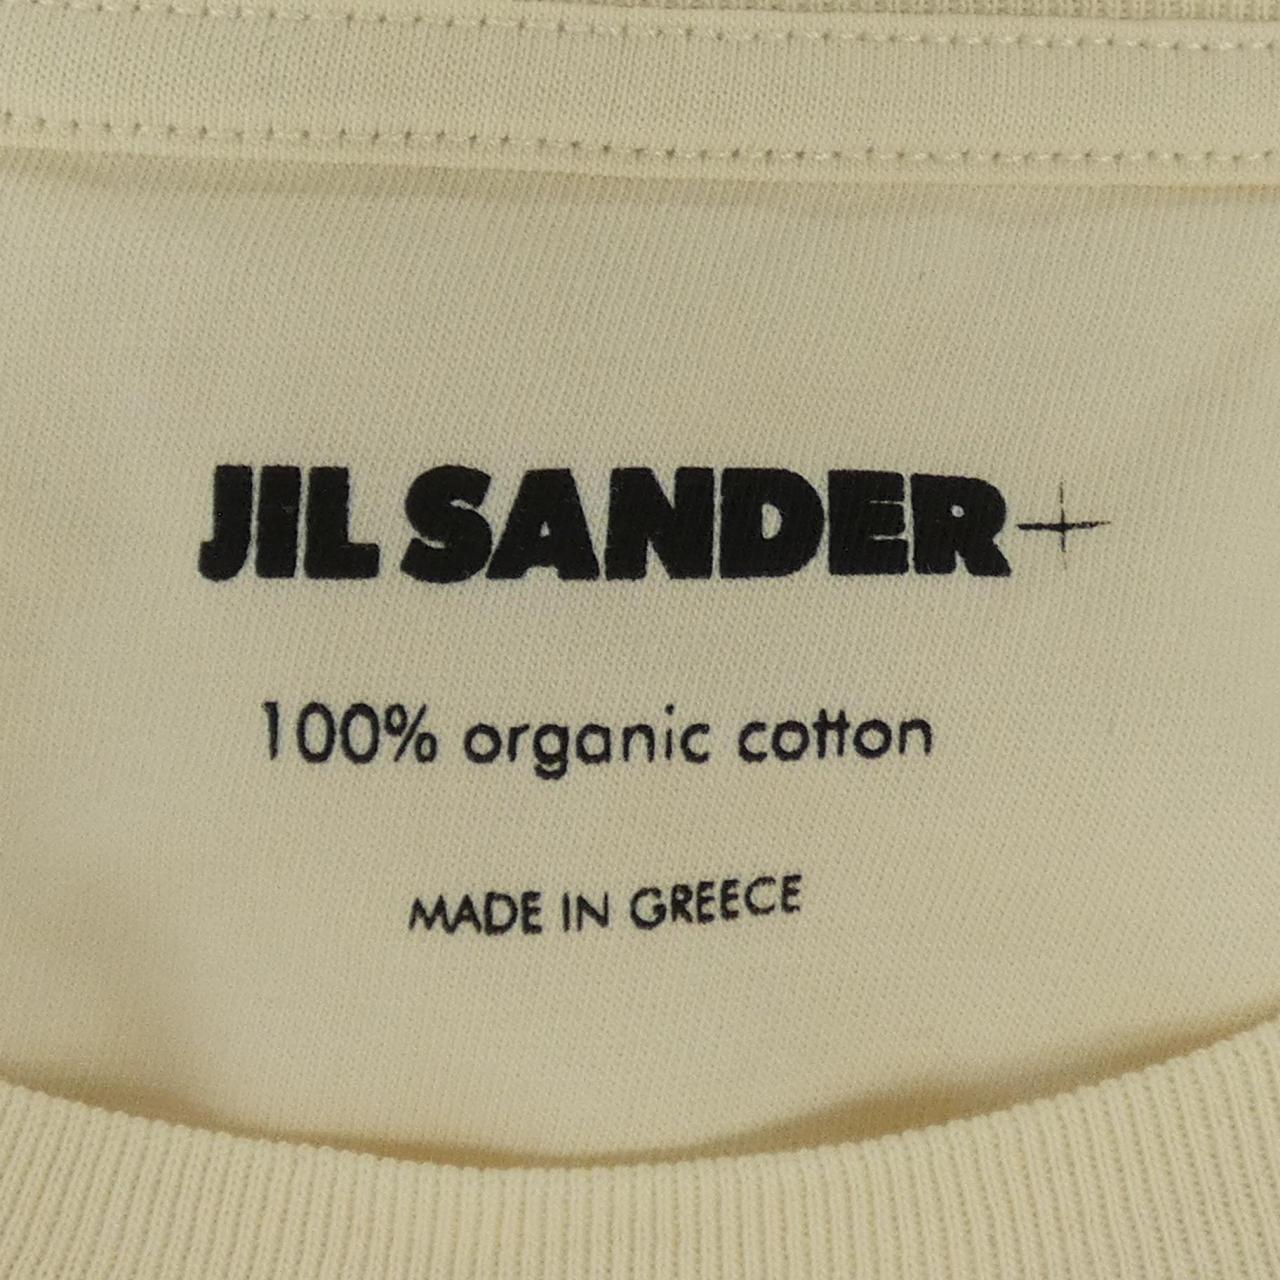 JIL SANDER+
100% organic cotton
MADE IN GREECE